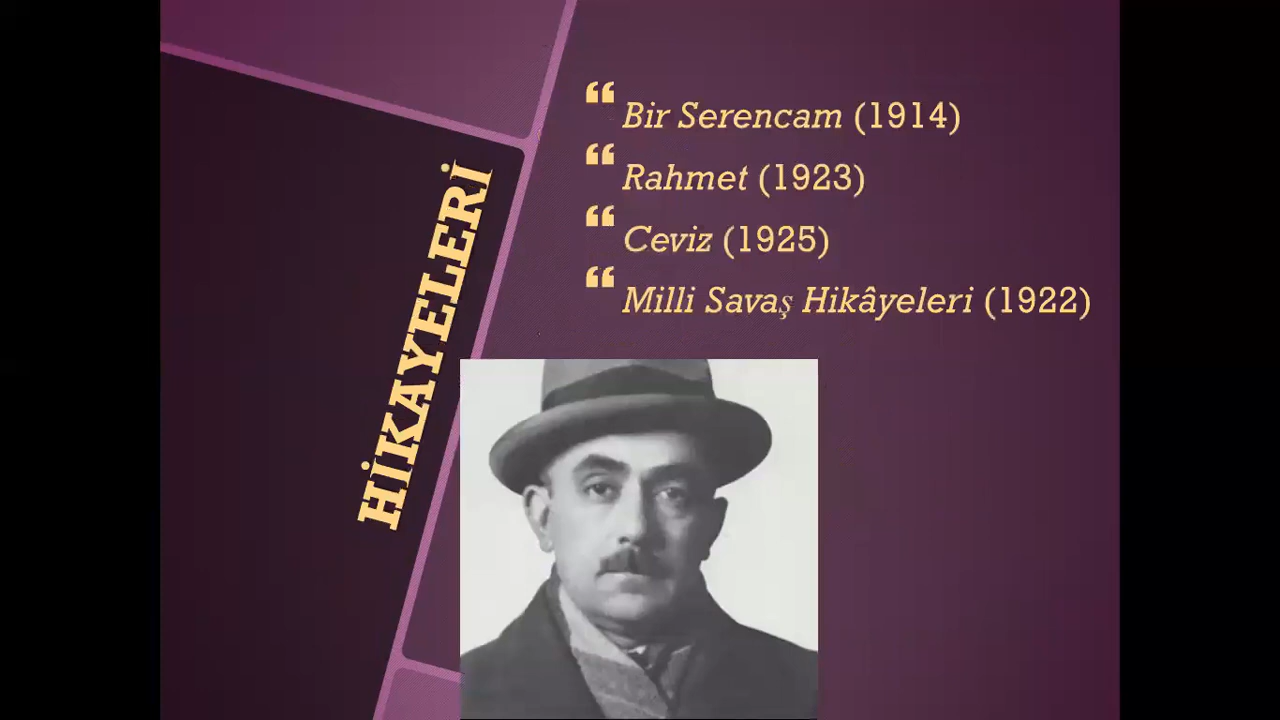 HİKAYELERİ
❝ Bir Serencam (1914)
❝ Rahmet (1923)
❝ Ceviz (1925)
❝ Milli Savaş Hikâyeleri (1922)